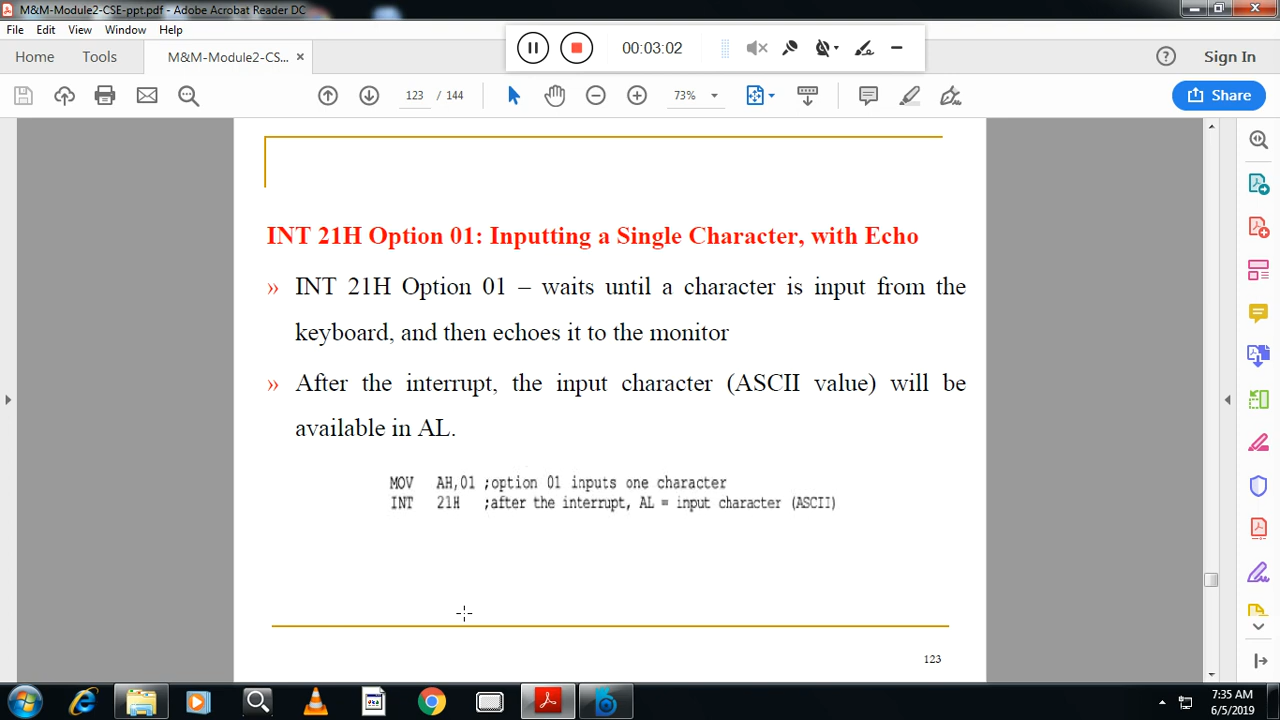 M&M-Module2-CSE-ppt.pdf - Adobe Acrobat Reader DC
File Edit View Window Help
00:03:02
Home Tools M&M-Module2-CS... × Sign In
123 / 144 73% Share
INT 21H Option 01: Inputting a Single Character, with Echo
» INT 21H Option 01 – waits until a character is input from the
keyboard, and then echoes it to the monitor
» After the interrupt, the input character (ASCII value) will be
available in AL.
MOV AH,01 ;option 01 inputs one character
INT 21H ;after the interrupt, AL = input character (ASCII)
123
7:35 AM
6/5/2019